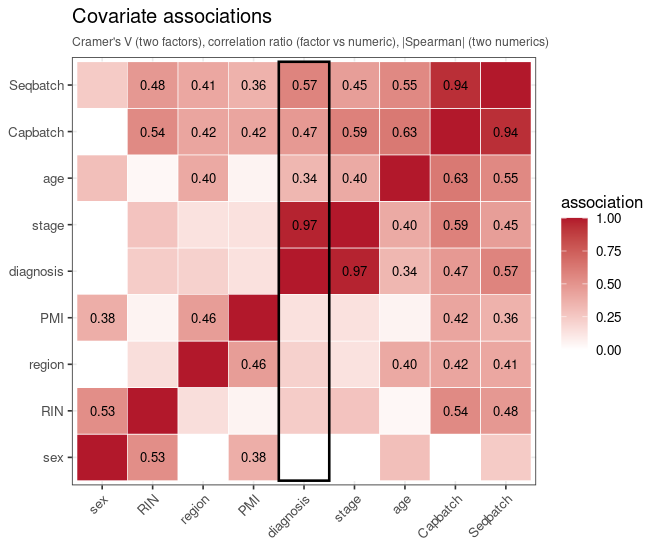 Covariate associations
Cramer's V (two factors), correlation ratio (factor vs numeric), |Spearman| (two numerics)
Seqbatch 0.48 0.41 0.36 0.57 0.45 0.55 0.94
Capbatch 0.54 0.42 0.42 0.47 0.59 0.63 0.94
age 0.40 0.34 0.40 0.63 0.55
stage 0.97 0.40 0.59 0.45
diagnosis 0.97 0.34 0.47 0.57
PMI 0.38 0.46 0.42 0.36
region 0.46 0.40 0.42 0.41
RIN 0.53 0.54 0.48
sex 0.53 0.38
sex RIN region PMI diagnosis stage age Capbatch Seqbatch
association
1.00
0.75
0.50
0.25
0.00